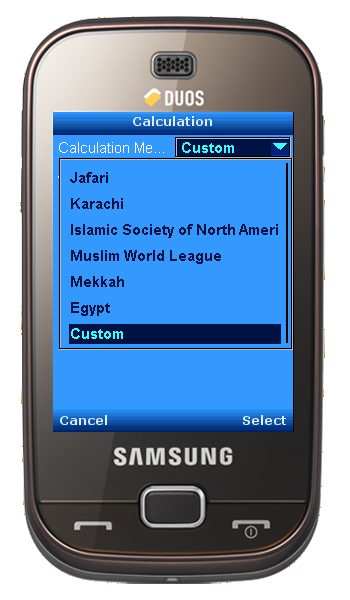 DUOS
Calculation
Calculation Me... Custom
Jafari
Karachi
Islamic Society of North Ameri
Muslim World League
Mekkah
Egypt
Custom
Cancel Select
SAMSUNG